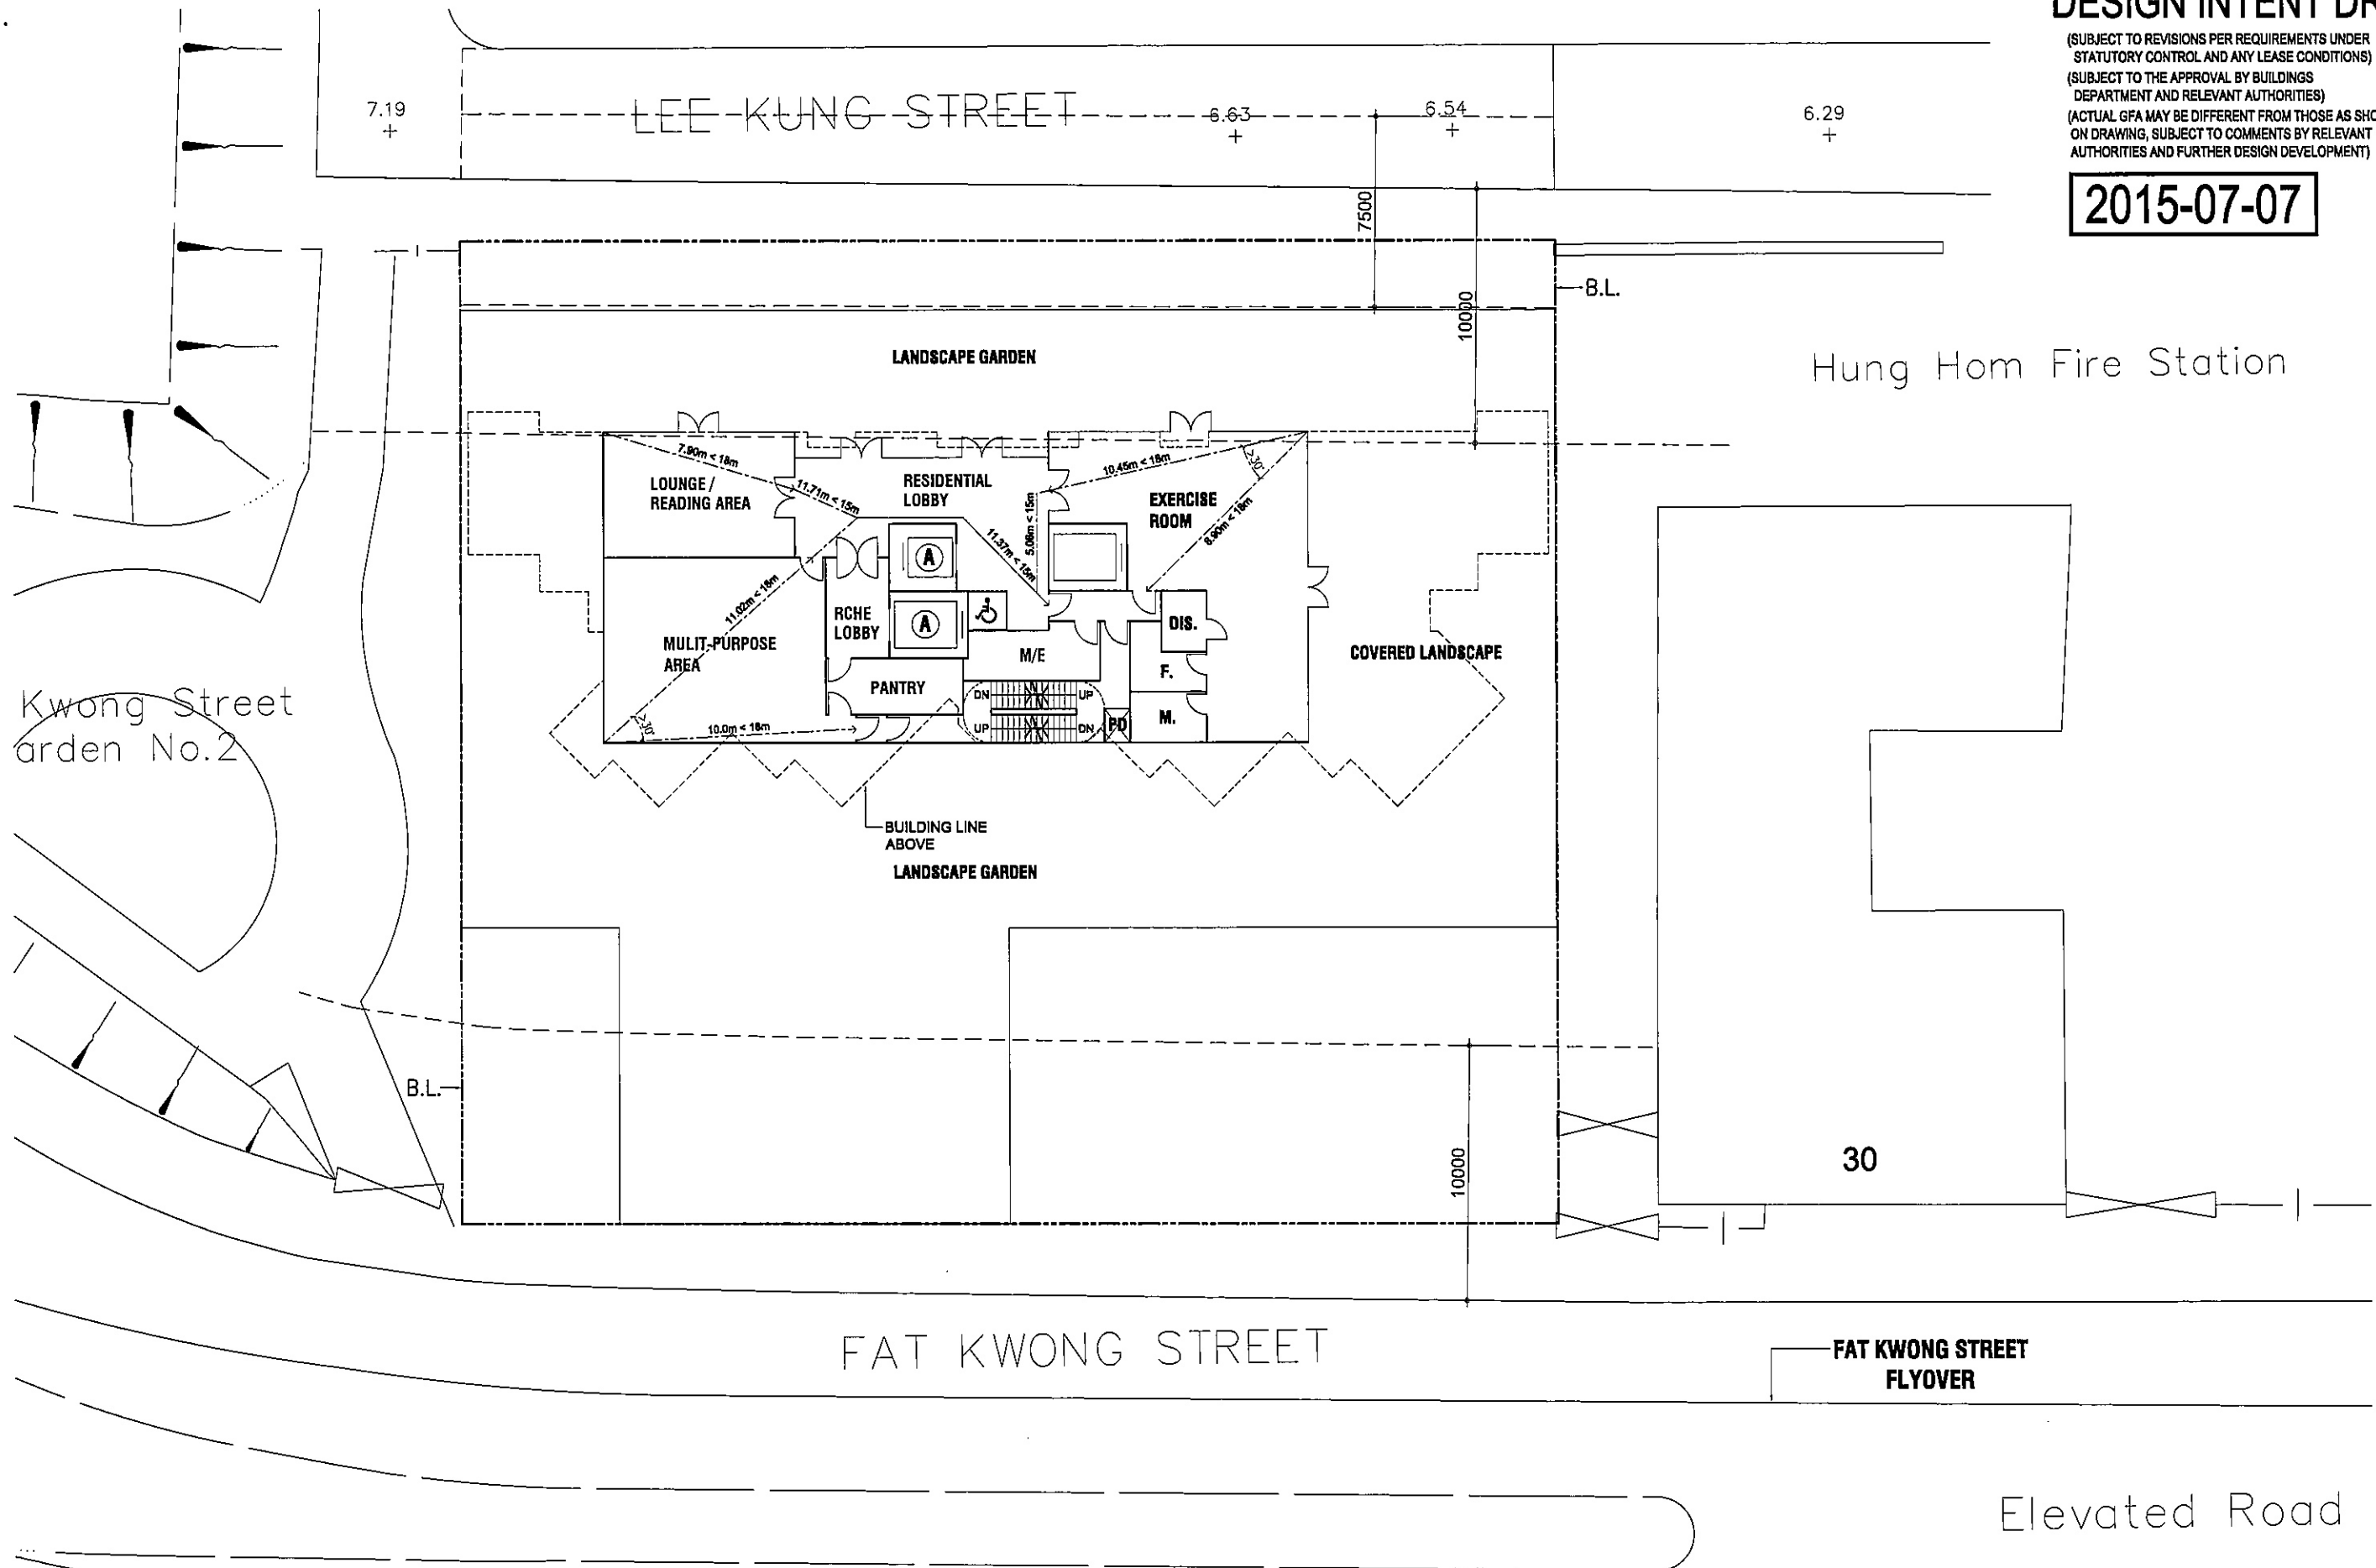 DESIGN INTENT DR
(SUBJECT TO REVISIONS PER REQUIREMENTS UNDER
STATUTORY CONTROL AND ANY LEASE CONDITIONS)
(SUBJECT TO THE APPROVAL BY BUILDINGS
DEPARTMENT AND RELEVANT AUTHORITIES)
(ACTUAL GFA MAY BE DIFFERENT FROM THOSE AS SHO
ON DRAWING, SUBJECT TO COMMENTS BY RELEVANT
AUTHORITIES AND FURTHER DESIGN DEVELOPMENT)
2015-07-07
7.19
LEE KUNG STREET
6.63
6.54
6.29
7500
10000
B.L.
LANDSCAPE GARDEN
Hung Hom Fire Station
7.90m < 18m
LOUNGE /
READING AREA
11.71m < 15m
RESIDENTIAL
LOBBY
10.45m < 18m
>30°
EXERCISE
ROOM
5.08m < 15m
8.90m < 18m
11.37m < 15m
A
11.02m < 18m
RCHE
LOBBY
A
DIS.
MULIT-PURPOSE
AREA
M/E
F.
COVERED LANDSCAPE
PANTRY
DN
UP
UP
DN
PD
M.
>30°
10.0m < 18m
Kwong Street
arden No.2
BUILDING LINE
ABOVE
LANDSCAPE GARDEN
B.L.
10000
30
FAT KWONG STREET
FAT KWONG STREET
FLYOVER
Elevated Road